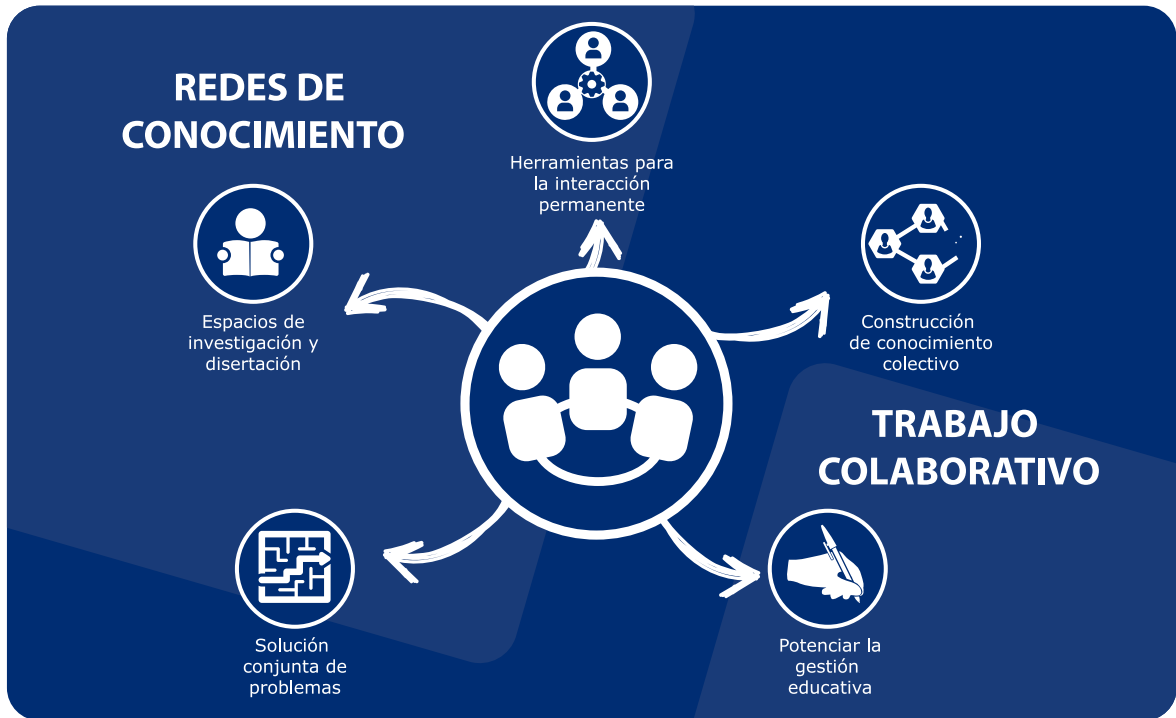 REDES DE
CONOCIMIENTO
Herramientas para
la interacción
permanente
Espacios de
investigación y
disertación
Construcción
de conocimiento
colectivo
TRABAJO
COLABORATIVO
Solución
conjunta de
problemas
Potenciar la
gestión
educativa